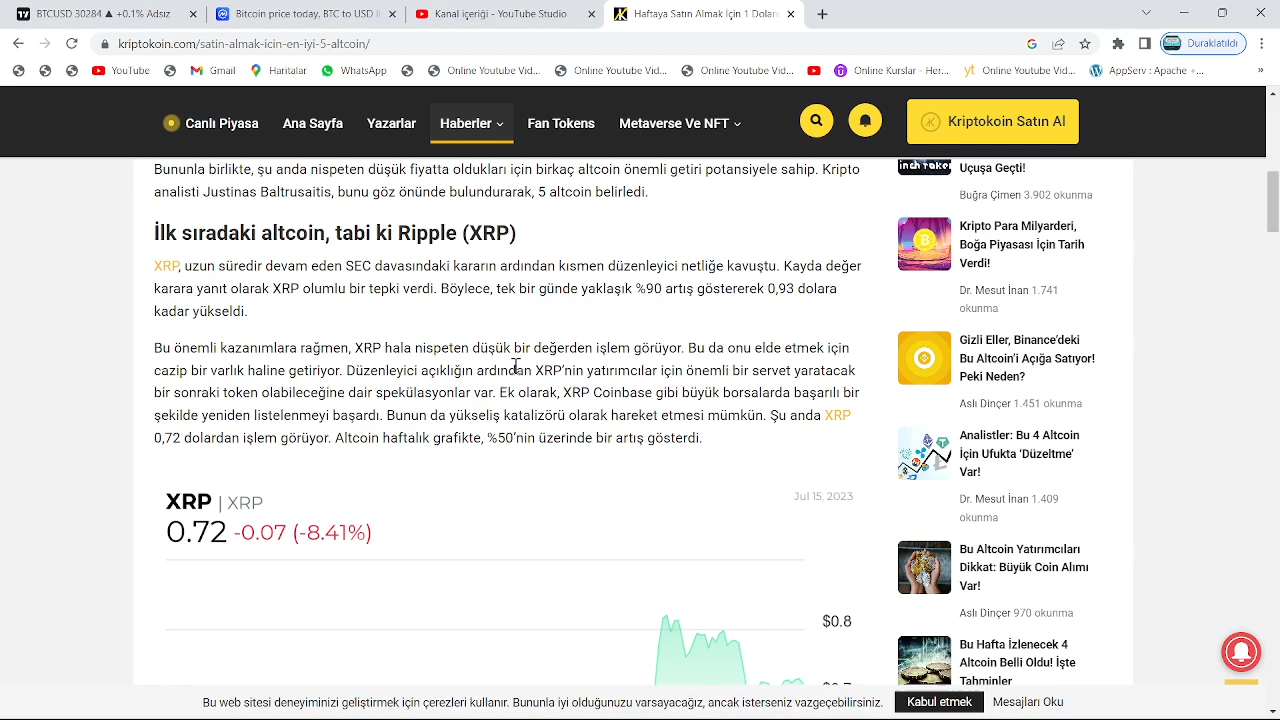 BTCUSD 30284 ▲ +0.1% Adsız
Bitcoin price today, BTC to USD li
Kanal içeriği - YouTube Studio
Haftaya Satın Almak İçin 1 Dolar
kriptokoin.com/satin-almak-icin-en-iyi-5-altcoin/
Duraklatıldı
YouTube
Gmail
Haritalar
WhatsApp
Online Youtube Vid...
Online Youtube Vid...
Online Youtube Vid...
Online Kurslar - Her...
yt Online Youtube Vid...
AppServ : Apache +...
»
Canlı Piyasa
Ana Sayfa
Yazarlar
Haberler
Fan Tokens
Metaverse Ve NFT
Kriptokoin Satın Al
Bununla birlikte, şu anda nispeten düşük fiyatta oldukları için birkaç altcoin önemli getiri potansiyele sahip. Kripto
analisti Justinas Baltrusaitis, bunu göz önünde bulundurarak, 5 altcoin belirledi.
İlk sıradaki altcoin, tabi ki Ripple (XRP)
XRP, uzun süredir devam eden SEC davasındaki kararın ardından kısmen düzenleyici netliğe kavuştu. Kayda değer
karara yanıt olarak XRP olumlu bir tepki verdi. Böylece, tek bir günde yaklaşık %90 artış göstererek 0,93 dolara
kadar yükseldi.
Bu önemli kazanımlara rağmen, XRP hala nispeten düşük bir değerden işlem görüyor. Bu da onu elde etmek için
cazip bir varlık haline getiriyor. Düzenleyici açıklığın ardından XRP'nin yatırımcılar için önemli bir servet yaratacak
bir sonraki token olabileceğine dair spekülasyonlar var. Ek olarak, XRP Coinbase gibi büyük borsalarda başarılı bir
şekilde yeniden listelenmeyi başardı. Bunun da yükseliş katalizörü olarak hareket etmesi mümkün. Şu anda XRP
0,72 dolardan işlem görüyor. Altcoin haftalık grafikte, %50'nin üzerinde bir artış gösterdi.
XRP | XRP
Jul 15, 2023
0.72 -0.07 (-8.41%)
$0.8
inch token
Uçuşa Geçti!
Buğra Çimen 3.902 okunma
Kripto Para Milyarderi,
Boğa Piyasası İçin Tarih
Verdi!
Dr. Mesut İnan 1.741
okunma
Gizli Eller, Binance'deki
Bu Altcoin'i Açığa Satıyor!
Peki Neden?
Aslı Dinçer 1.451 okunma
Analistler: Bu 4 Altcoin
İçin Ufukta 'Düzeltme'
Var!
Dr. Mesut İnan 1.409
okunma
Bu Altcoin Yatırımcıları
Dikkat: Büyük Coin Alımı
Var!
Aslı Dinçer 970 okunma
Bu Hafta İzlenecek 4
Altcoin Belli Oldu! İşte
Tahminler
eneyiminizi geliştirmek için çerezleri kullanır. Bununla iyi olduğunuzu varsayacağız, ancak isterseniz vazgeçebilirsiniz.
Kabul etmek
Mesajları Oku